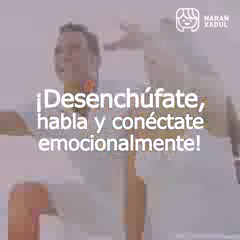 NARAN
XADUL
¡Desenchúfate,
habla y conéctate
emocionalmente!